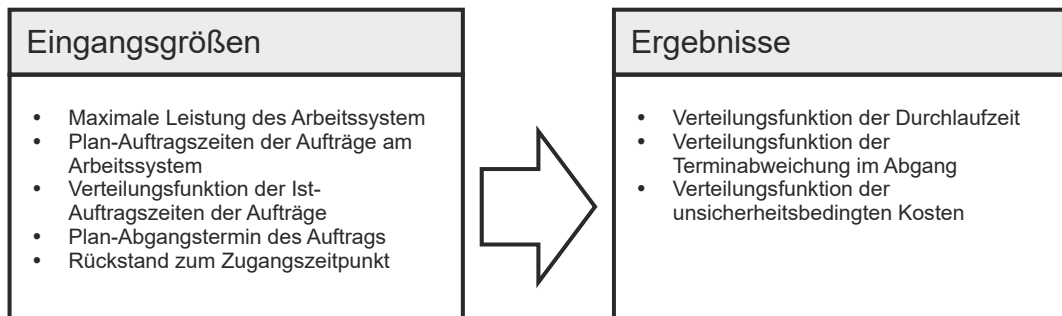 Eingangsgrößen
• Maximale Leistung des Arbeitssystem
• Plan-Auftragszeiten der Aufträge am
Arbeitssystem
• Verteilungsfunktion der Ist-
Auftragszeiten der Aufträge
• Plan-Abgangstermin des Auftrags
• Rückstand zum Zugangszeitpunkt
Ergebnisse
• Verteilungsfunktion der Durchlaufzeit
• Verteilungsfunktion der
Terminabweichung im Abgang
• Verteilungsfunktion der
unsicherheitsbedingten Kosten